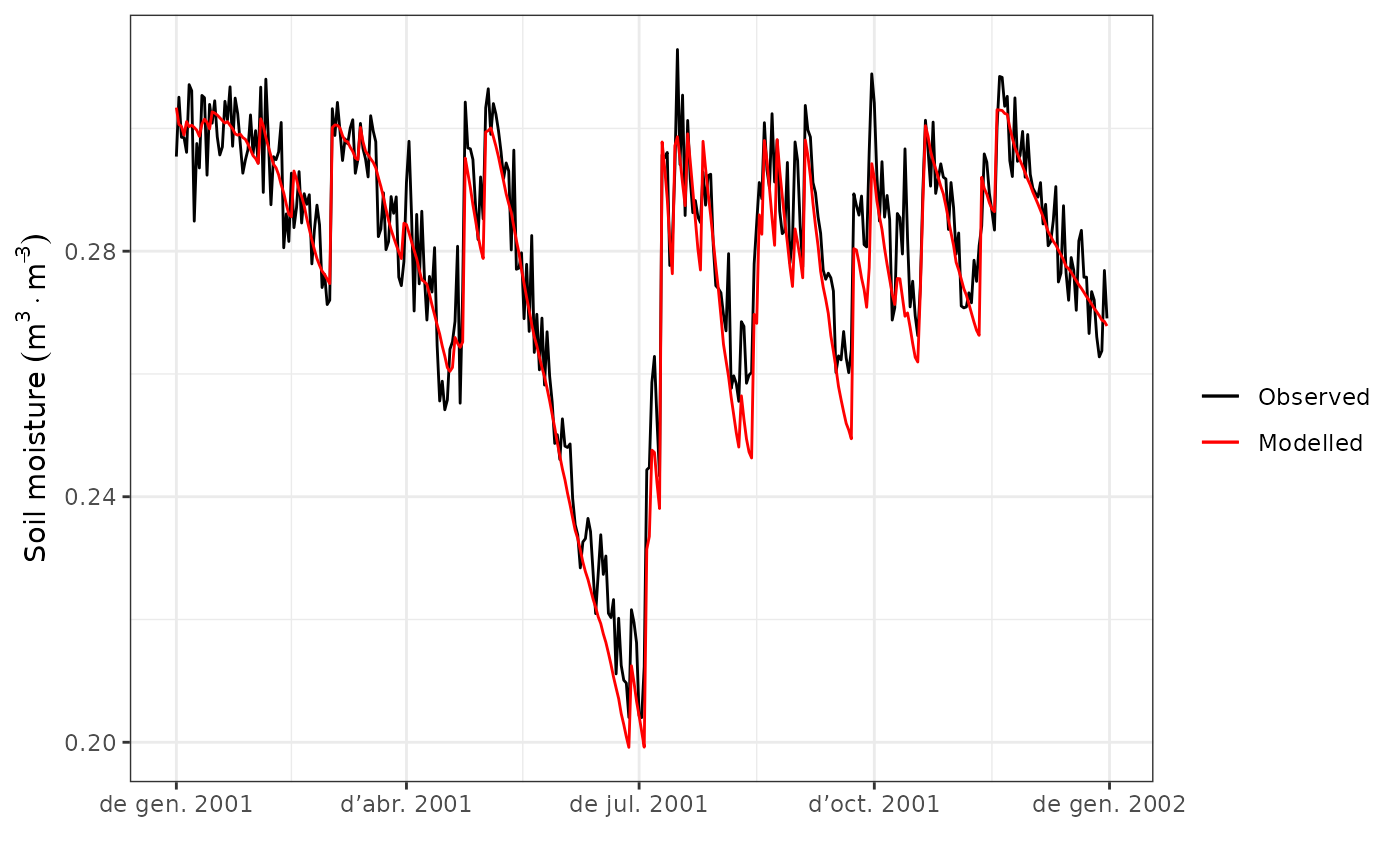 Soil moisture (m³ · m⁻³)
0.28
0.24
0.20
de gen. 2001
d’abr. 2001
de jul. 2001
d’oct. 2001
de gen. 2002
Observed
Modelled